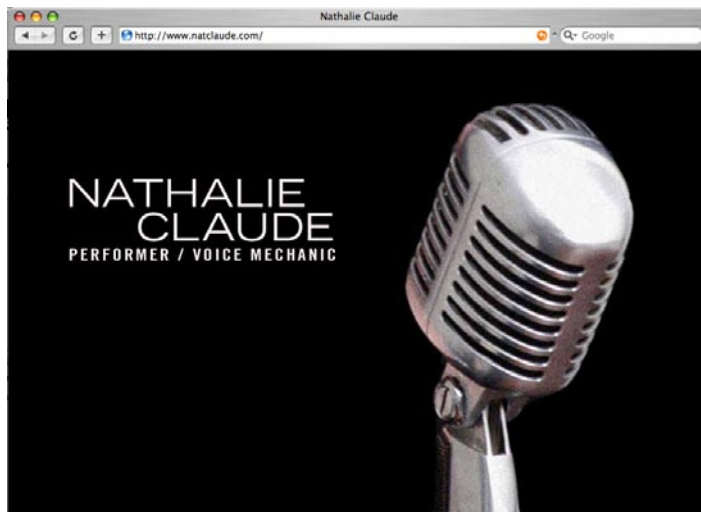 Nathalie Claude
http://www.natclaude.com/
Google
NATHALIE
CLAUDE
PERFORMER / VOICE MECHANIC